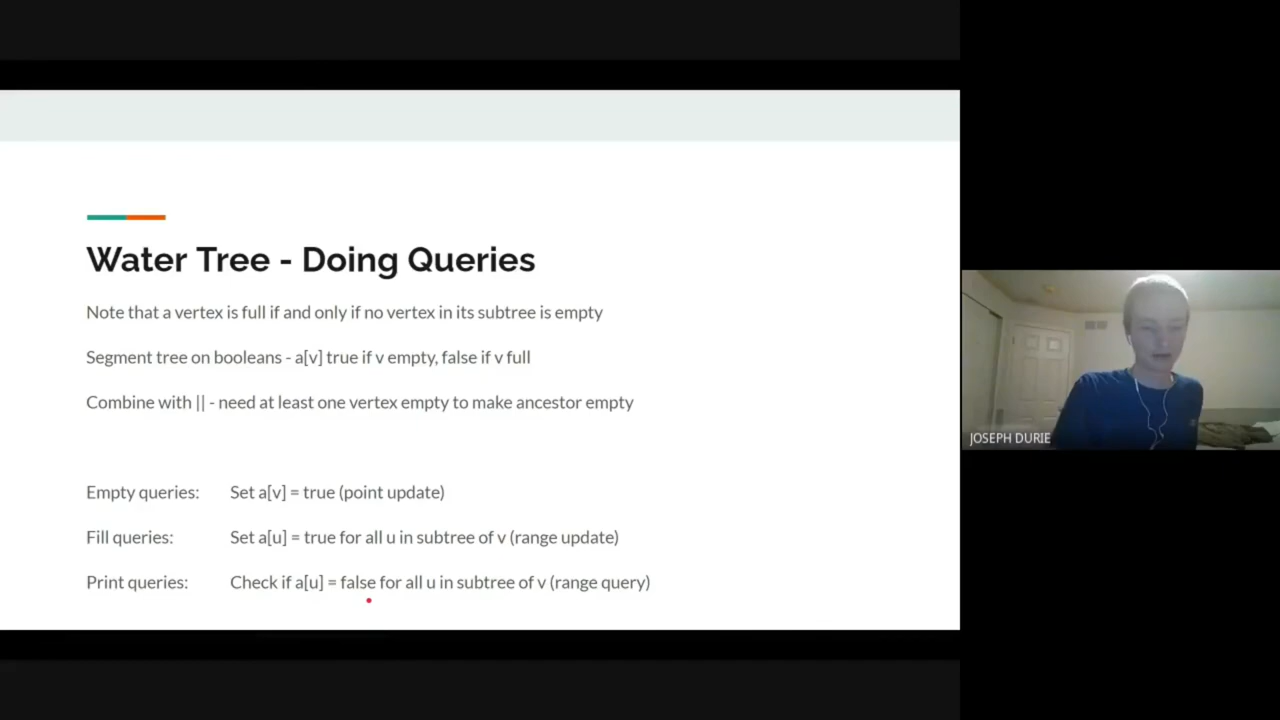 Water Tree - Doing Queries
Note that a vertex is full if and only if no vertex in its subtree is empty
Segment tree on booleans - a[v] true if v empty, false if v full
Combine with || - need at least one vertex empty to make ancestor empty
Empty queries: Set a[v] = true (point update)
Fill queries: Set a[u] = true for all u in subtree of v (range update)
Print queries: Check if a[u] = false for all u in subtree of v (range query)
JOSEPH DURIE